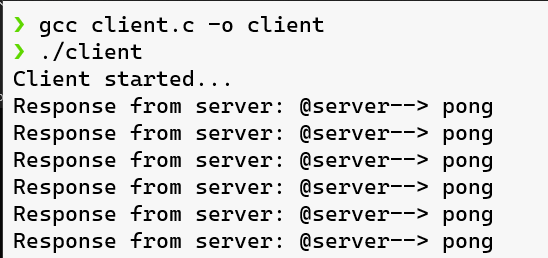 ❯ gcc client.c -o client
❯ ./client
Client started...
Response from server: @server--> pong
Response from server: @server--> pong
Response from server: @server--> pong
Response from server: @server--> pong
Response from server: @server--> pong
Response from server: @server--> pong